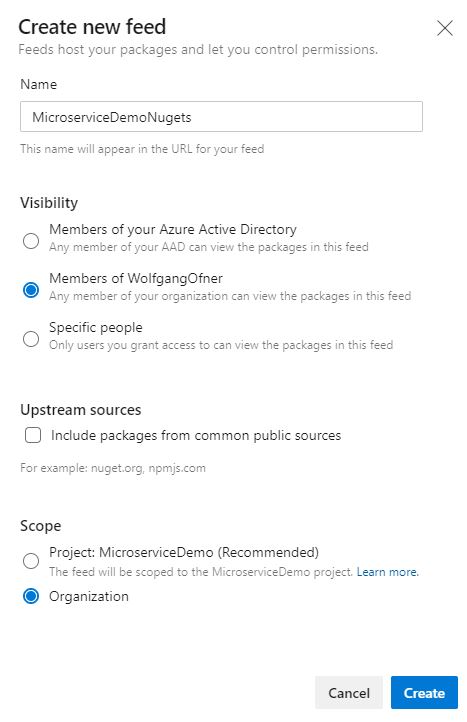 Create new feed
Feeds host your packages and let you control permissions.
Name
MicroserviceDemoNugets
This name will appear in the URL for your feed
Visibility
Members of your Azure Active Directory
Any member of your AAD can view the packages in this feed
Members of WolfgangOfner
Any member of your organization can view the packages in this feed
Specific people
Only users you grant access to can view the packages in this feed
Upstream sources
Include packages from common public sources
For example: nuget.org, npmjs.com
Scope
Project: MicroserviceDemo (Recommended)
The feed will be scoped to the MicroserviceDemo project. Learn more.
Organization
Cancel Create